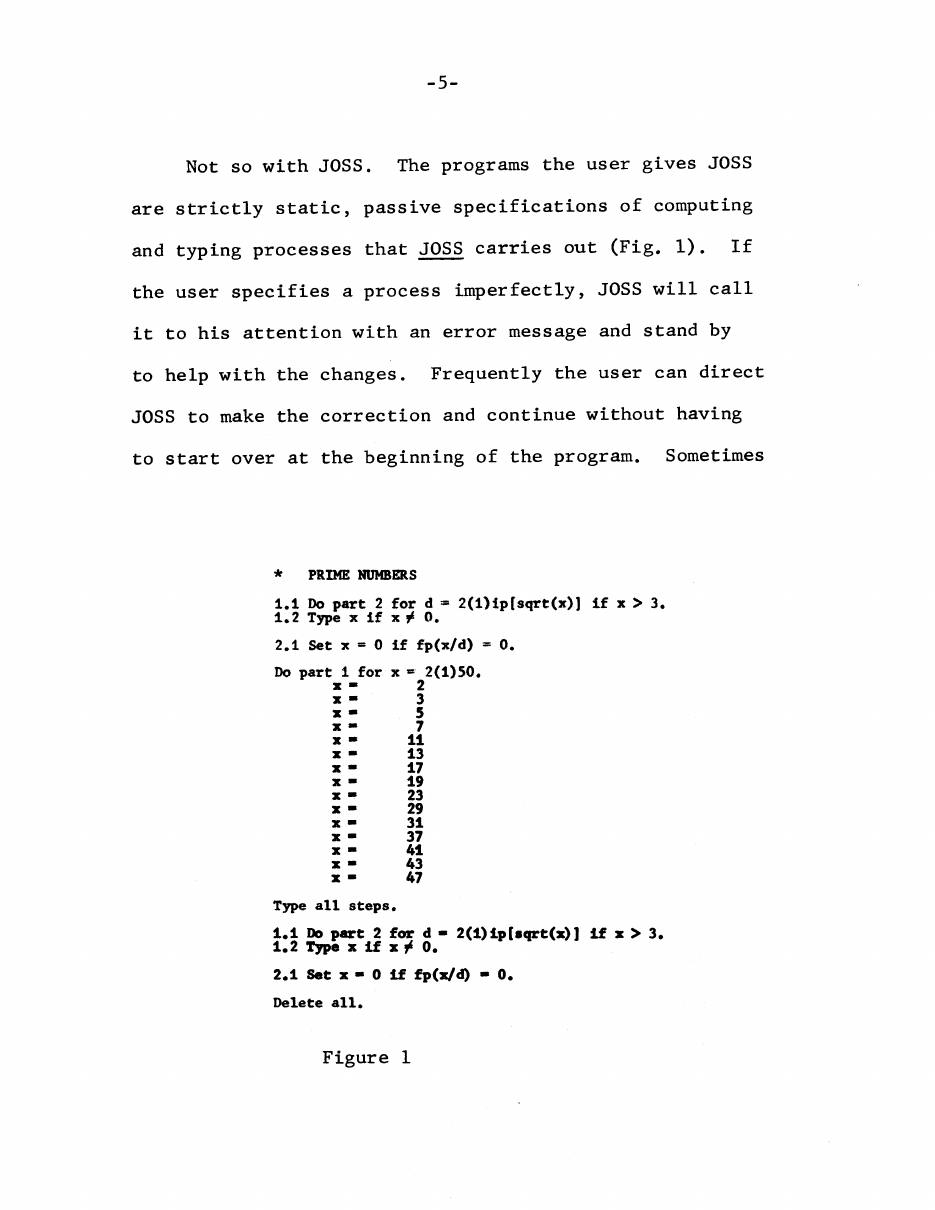 -5-
Not so with JOSS. The programs the user gives JOSS
are strictly static, passive specifications of computing
and typing processes that JOSS carries out (Fig. 1). If
the user specifies a process imperfectly, JOSS will call
it to his attention with an error message and stand by
to help with the changes. Frequently the user can direct
JOSS to make the correction and continue without having
to start over at the beginning of the program. Sometimes
* PRIME NUMBERS
1.1 Do part 2 for d = 2(1)ip[sqrt(x)] if x > 3.
1.2 Type x if x ≠ 0.
2.1 Set x = 0 if fp(x/d) = 0.
Do part 1 for x = 2(1)50.
x = 2
x = 3
x = 5
x = 7
x = 11
x = 13
x = 17
x = 19
x = 23
x = 29
x = 31
x = 37
x = 41
x = 43
x = 47
Type all steps.
1.1 Do part 2 for d = 2(1)ip[sqrt(x)] if x > 3.
1.2 Type x if x ≠ 0.
2.1 Set x = 0 if fp(x/d) = 0.
Delete all.
Figure 1